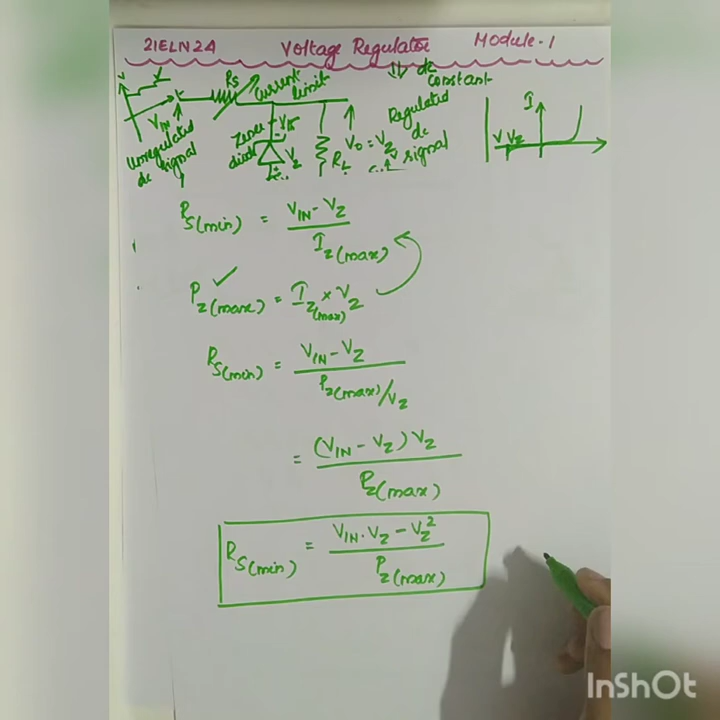 21ELN24 Voltage Regulator Module-1
⇓ dc constant
V RS Current limit
t
VIN
Unregulated dc signal
Zener diode
VZ
RL
V0 = VZ
Regulated dc signal
I
V VZ
RS(min) = VIN - VZ / IZ(max)
PZ(max) = IZ(max) × VZ
RS(min) = VIN - VZ / PZ(max)/VZ
= (VIN - VZ) VZ / PZ(max)
RS(min) = VIN . VZ - VZ² / PZ(max)
InShOt